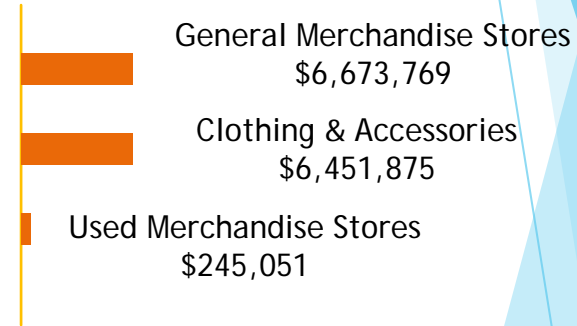 General Merchandise Stores
$6,673,769
Clothing & Accessories
$6,451,875
Used Merchandise Stores
$245,051